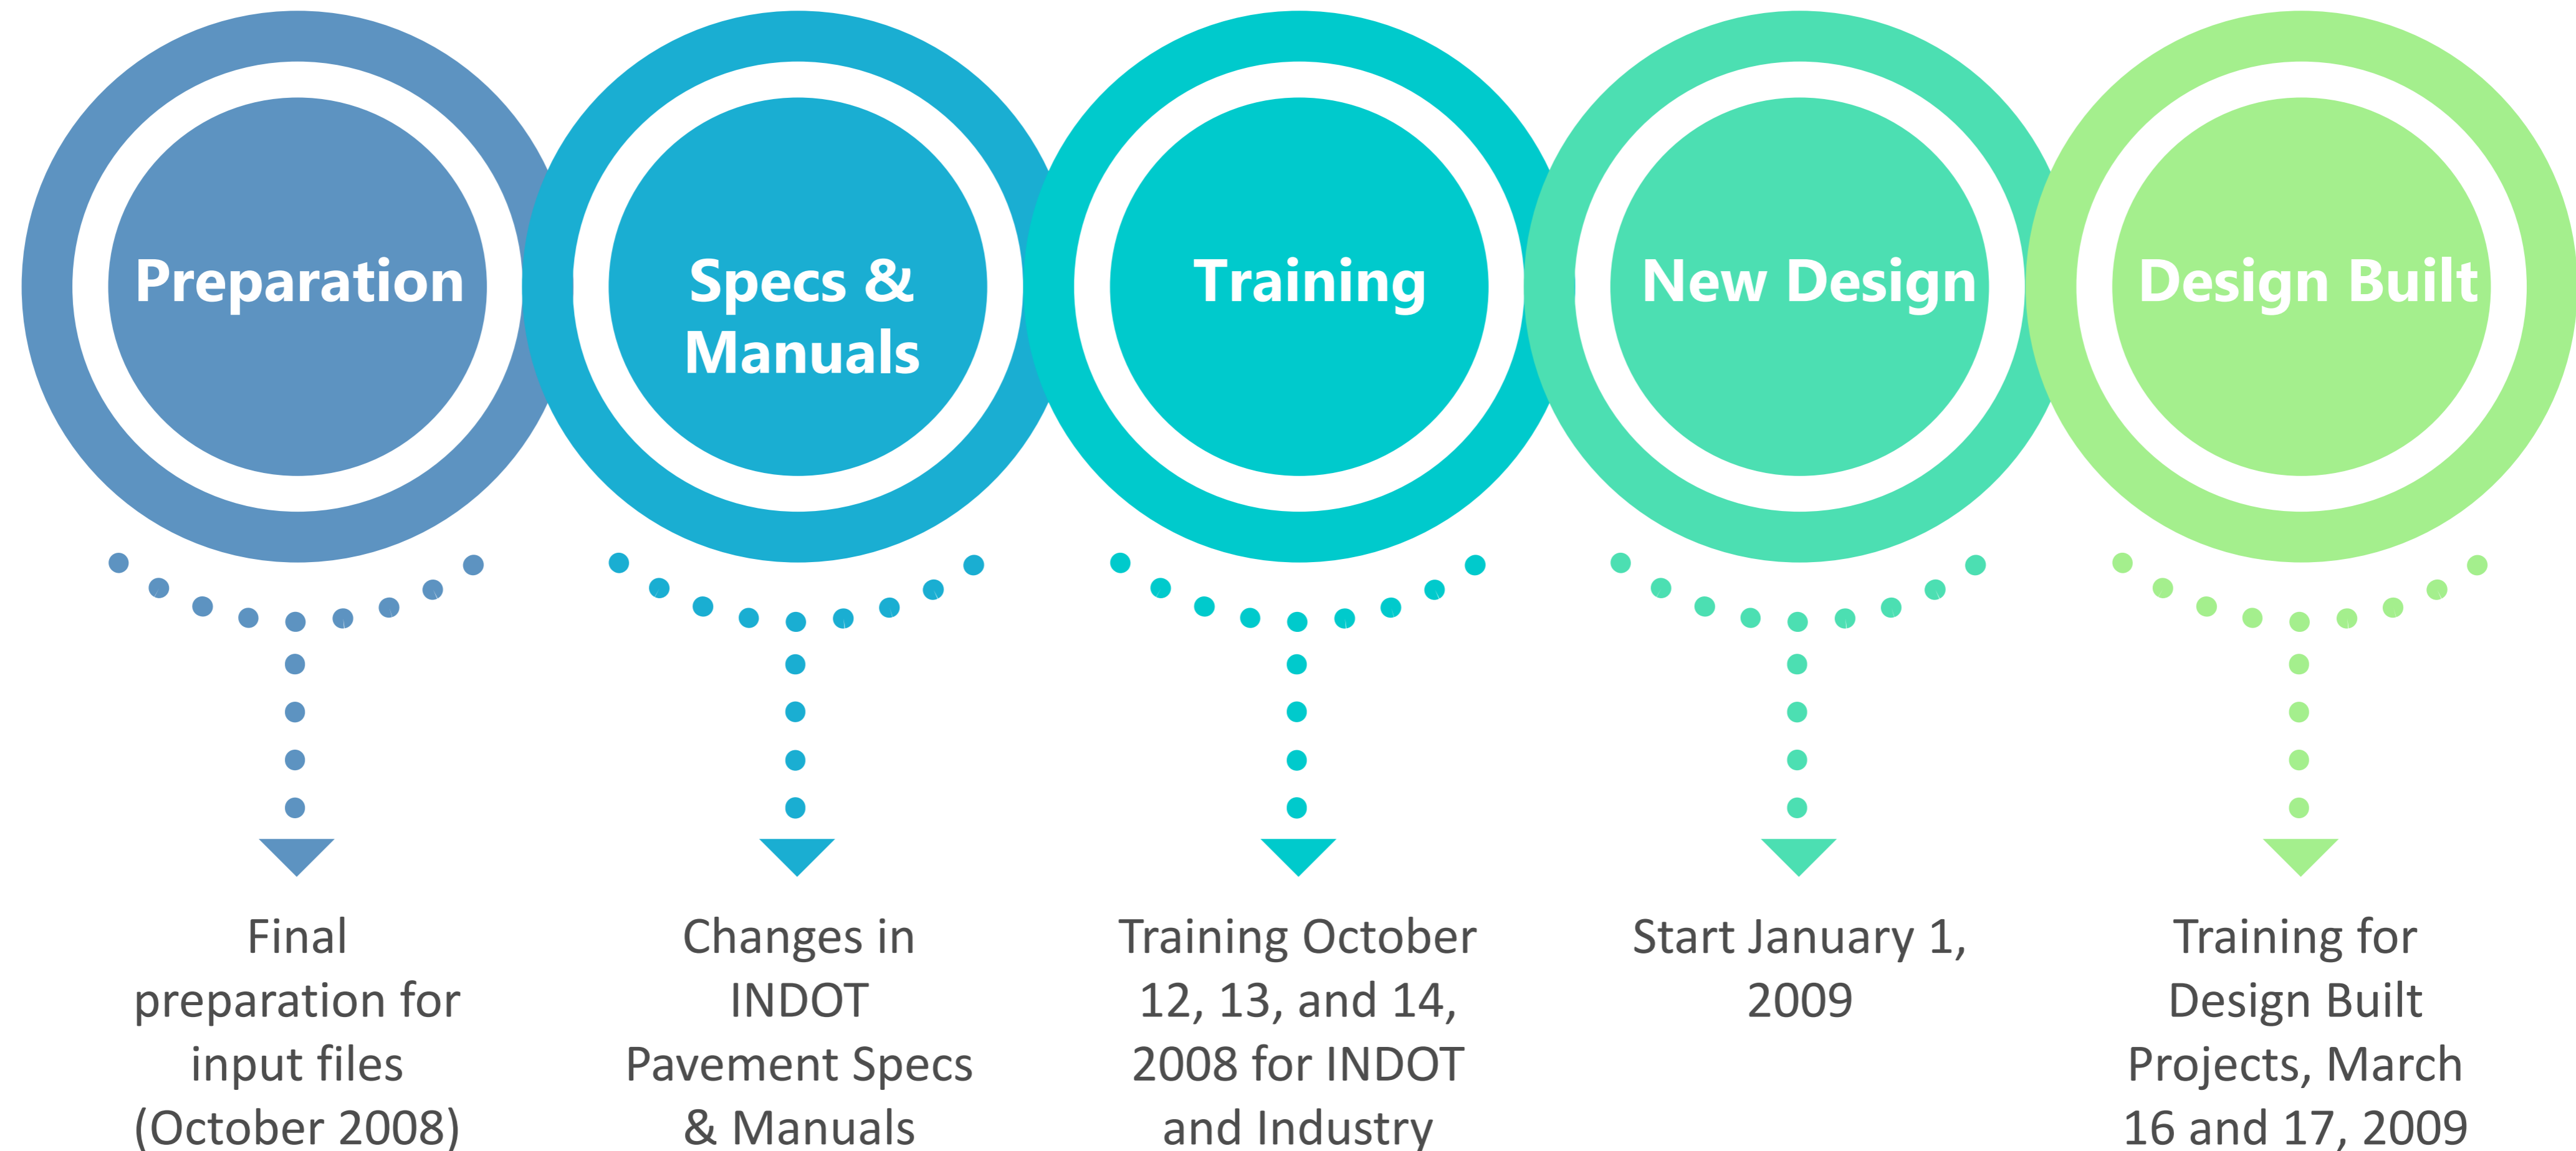 Preparation
Specs &
Manuals
Training
New Design
Design Built
Final
preparation for
input files
(October 2008)
Changes in
INDOT
Pavement Specs
& Manuals
Training October
12, 13, and 14,
2008 for INDOT
and Industry
Start January 1,
2009
Training for
Design Built
Projects, March
16 and 17, 2009